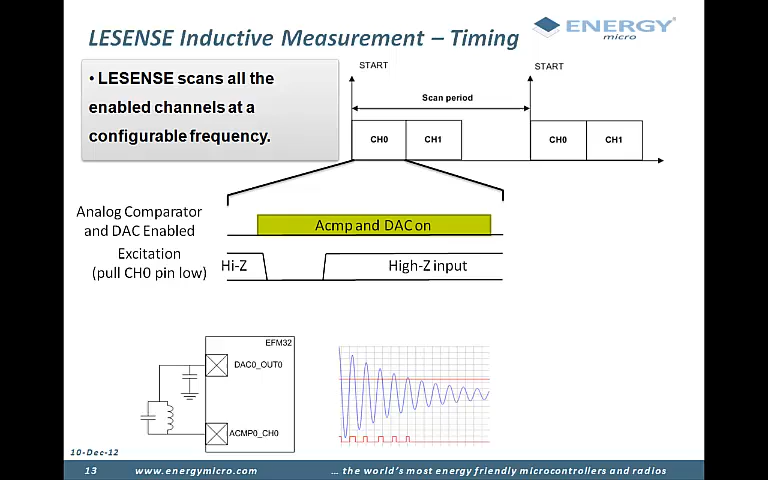 LESENSE Inductive Measurement – Timing
ENERGY
micro
• LESENSE scans all the
enabled channels at a
configurable frequency.
START
START
Scan period
CH0
CH1
CH0
CH1
Analog Comparator
and DAC Enabled
Acmp and DAC on
Excitation
(pull CH0 pin low)
Hi-Z
High-Z input
EFM32
DAC0_OUT0
ACMP0_CH0
10-Dec-12
13
www.energymicro.com
... the world's most energy friendly microcontrollers and radios